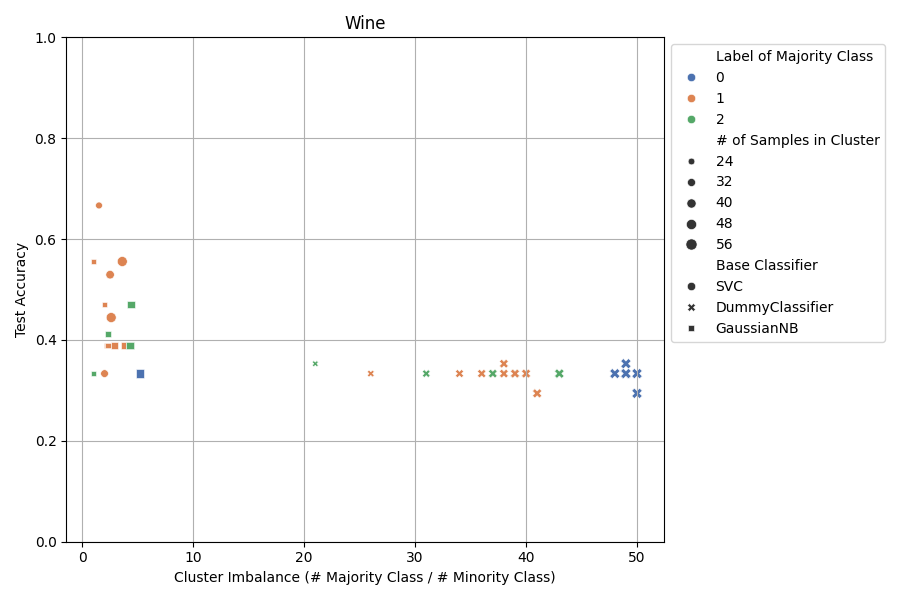 Wine
1.0
0.8
0.6
0.4
0.2
0.0
Test Accuracy
0 10 20 30 40 50
Cluster Imbalance (# Majority Class / # Minority Class)
Label of Majority Class
0
1
2
# of Samples in Cluster
24
32
40
48
56
Base Classifier
SVC
DummyClassifier
GaussianNB